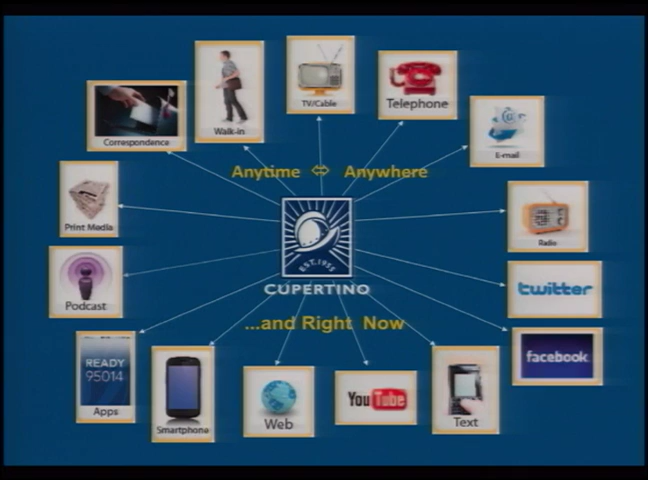 TV/Cable
Telephone
Walk-in
Correspondence
E-mail
Anytime ⇔ Anywhere
Print Media
Radio
EST. 1955
CUPERTINO
Podcast
twitter
...and Right Now
facebook
READY
95014
Apps
Smartphone
Web
YouTube
Text